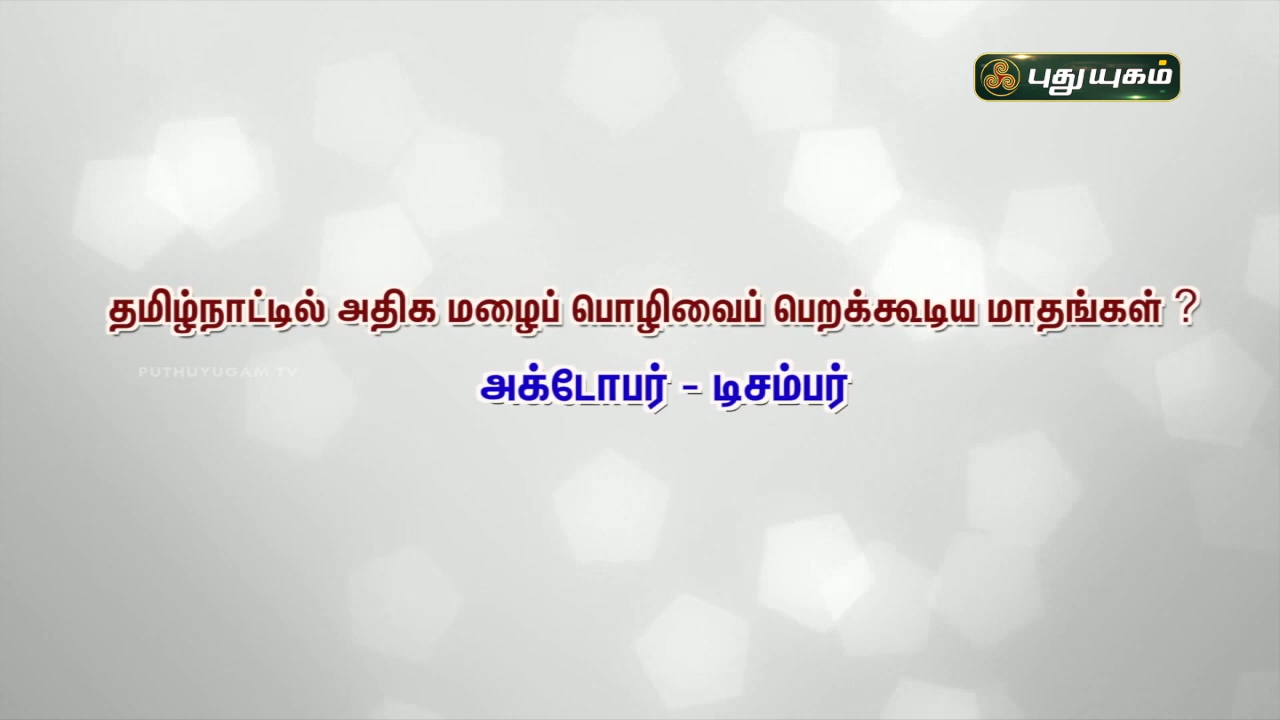 புதுயுகம்
தமிழ்நாட்டில் அதிக மழைப் பொழிவைப் பெறக்கூடிய மாதங்கள் ?
PUTHUYUGAM TV
அக்டோபர் - டிசம்பர்